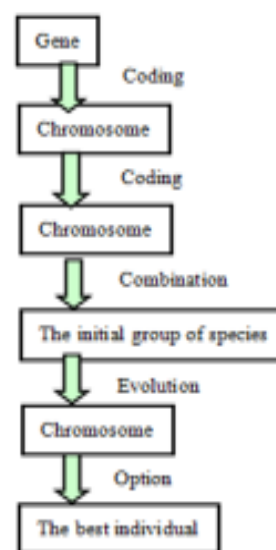 Gene
Coding
Chromosome
Coding
Chromosome
Combination
The initial group of species
Evolution
Chromosome
Option
The best individual